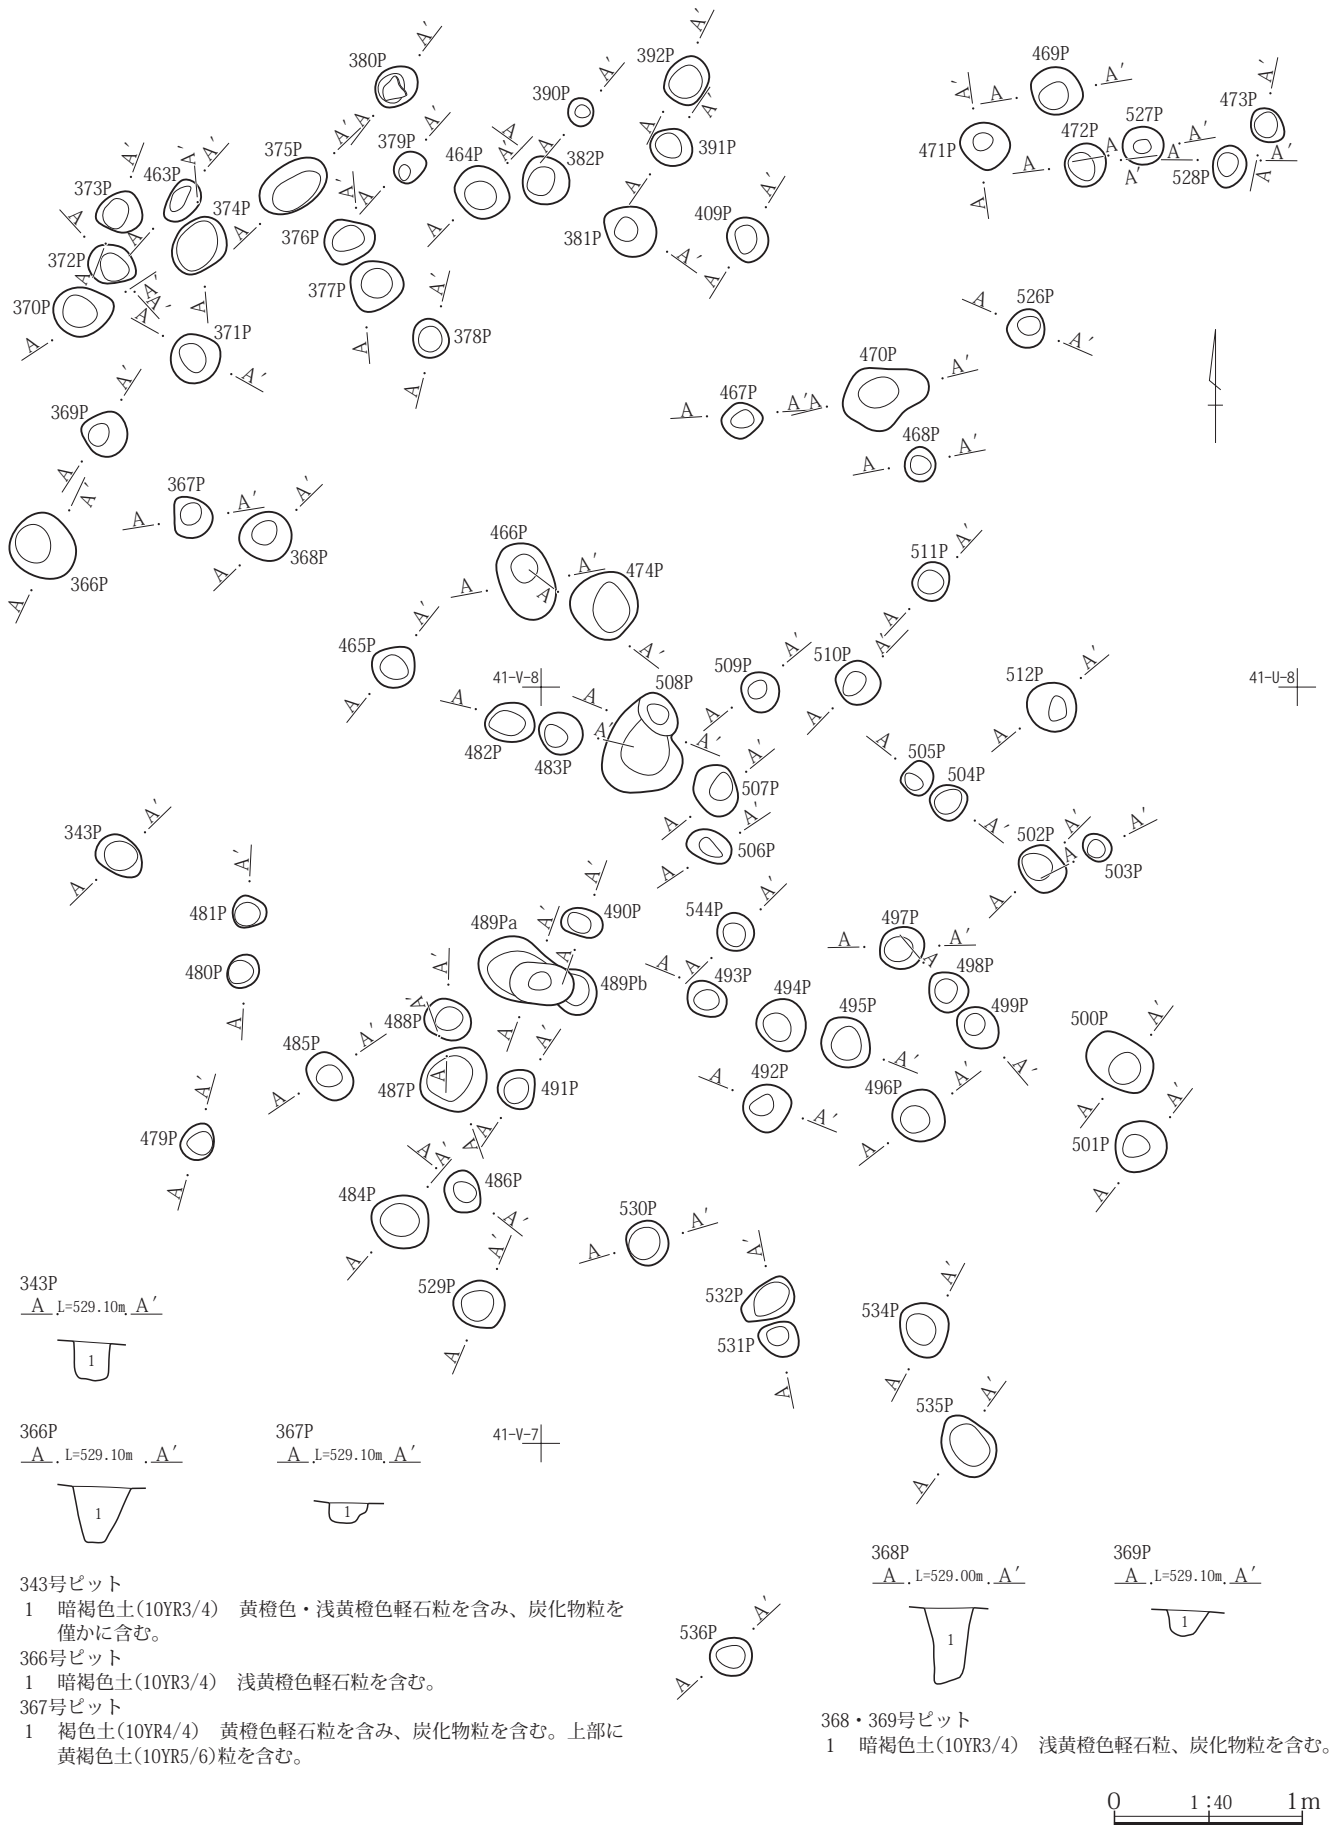 380P
392P
390P
469P
473P
527P
472P
471P
528P
375P
379P
464P
382P
391P
373P
463P
374P
376P
381P
409P
372P
370P
377P
371P
378P
526P
470P
467P
468P
369P
367P
368P
366P
466P
474P
511P
465P
509P
510P
512P
41-V-8
41-U-8
508P
482P
483P
505P
504P
507P
506P
502P
503P
343P
481P
490P
544P
497P
489Pa
480P
489Pb
493P
498P
494P
495P
499P
500P
488P
485P
487P
491P
492P
496P
501P
479P
486P
484P
530P
529P
532P
531P
534P
535P
343P
A L=529.10m A′
1
366P
A L=529.10m A′
1
367P
A L=529.10m A′
1
41-V-7
368P
A L=529.00m A′
1
369P
A L=529.10m A′
1
536P
A A′
343号ピット
1 暗褐色土(10YR3/4) 黄橙色・浅黄橙色軽石粒を含み、炭化物粒を
僅かに含む。
366号ピット
1 暗褐色土(10YR3/4) 浅黄橙色軽石粒を含む。
367号ピット
1 褐色土(10YR4/4) 黄橙色軽石粒を含み、炭化物粒を含む。上部に
黄褐色土(10YR5/6)粒を含む。
368・369号ピット
1 暗褐色土(10YR3/4) 浅黄橙色軽石粒、炭化物粒を含む。
0 1:40 1m